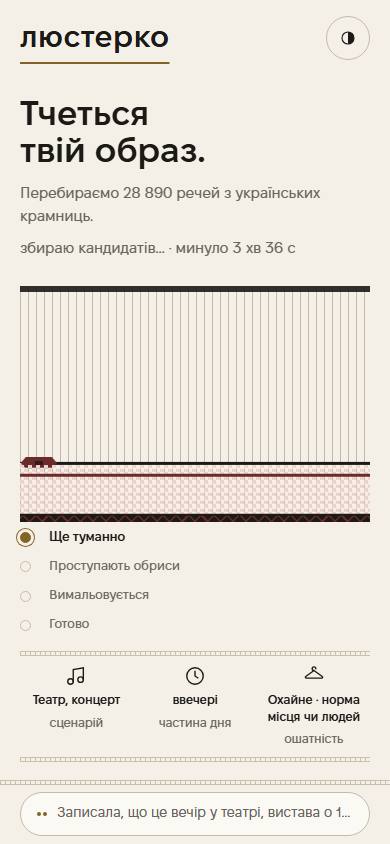 люстерко
Тчеться
твій образ.
Перебираємо 28 890 речей з українських
крамниць.
збираю кандидатів… · минуло 3 хв 36 с
Ще туманно
Проступають обриси
Вимальовується
Готово
Театр, концерт
сценарій
ввечері
частина дня
Охайне · норма
місця чи людей
ошатність
Записала, що це вечір у театрі, вистава о 1…